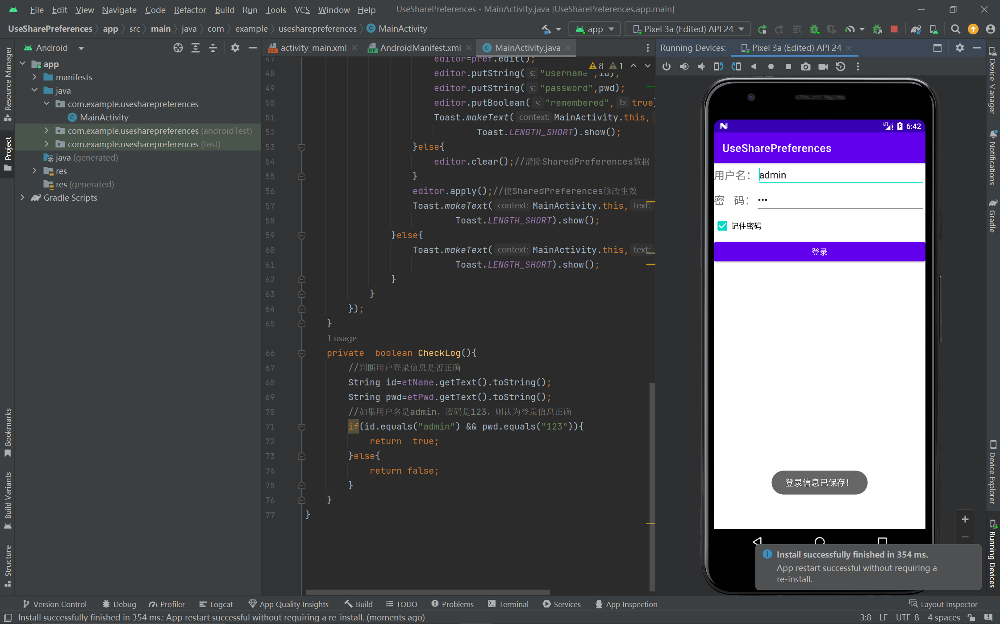 File Edit View Navigate Code Refactor Build Run Tools VCS Window Help UseSharePreferences - MainActivity.java [UseSharePreferences.app.main]
UseSharePreferences app src main java com example usesharepreferences MainActivity
app Pixel 3a (Edited) API 24
Android
activity_main.xml AndroidManifest.xml MainActivity.java
Running Devices: Pixel 3a (Edited) API 24
Resource Manager
Project
Bookmarks
Build Variants
Structure
app
manifests
java
com.example.usesharepreferences
MainActivity
com.example.usesharepreferences (androidTest)
com.example.usesharepreferences (test)
java (generated)
res
res (generated)
Gradle Scripts
8 1
47 editor=pref.edit();
48 editor.putString( s: "username",id);
49 editor.putString( s: "password",pwd);
50 editor.putBoolean( s: "remembered", b: true)
51 Toast.makeText( context: MainActivity.this,
52 Toast.LENGTH_SHORT).show();
53 }else{
54 editor.clear();//清除SharedPreferences数据
55 }
56 editor.apply();//使SharedPreferences修改生效
57 Toast.makeText( context: MainActivity.this, text:
58 Toast.LENGTH_SHORT).show();
59 }else{
60 Toast.makeText( context: MainActivity.this, text:
61 Toast.LENGTH_SHORT).show();
62 }
63 }
64 });
65 }
1 usage
66 private boolean CheckLog(){
67 //判断用户登录信息是否正确
68 String id=etName.getText().toString();
69 String pwd=etPwd.getText().toString();
70 //如果用户名是admin，密码是123，则认为登录信息正确
71 if(id.equals("admin") && pwd.equals("123")){
72 return true;
73 }else{
74 return false;
75 }
76 }
77 }
LTE 6:42
UseSharePreferences
用户名： admin
密 码： •••
记住密码
登录
登录信息已保存！
Install successfully finished in 354 ms.
App restart successful without requiring a
re-install.
Device Manager
Notifications
Gradle
Device Explorer
Running Devices
Version Control Debug Profiler Logcat App Quality Insights Build TODO Problems Terminal Services App Inspection Layout Inspector
Install successfully finished in 354 ms.: App restart successful without requiring a re-install. (moments ago) 3:8 LF UTF-8 4 spaces